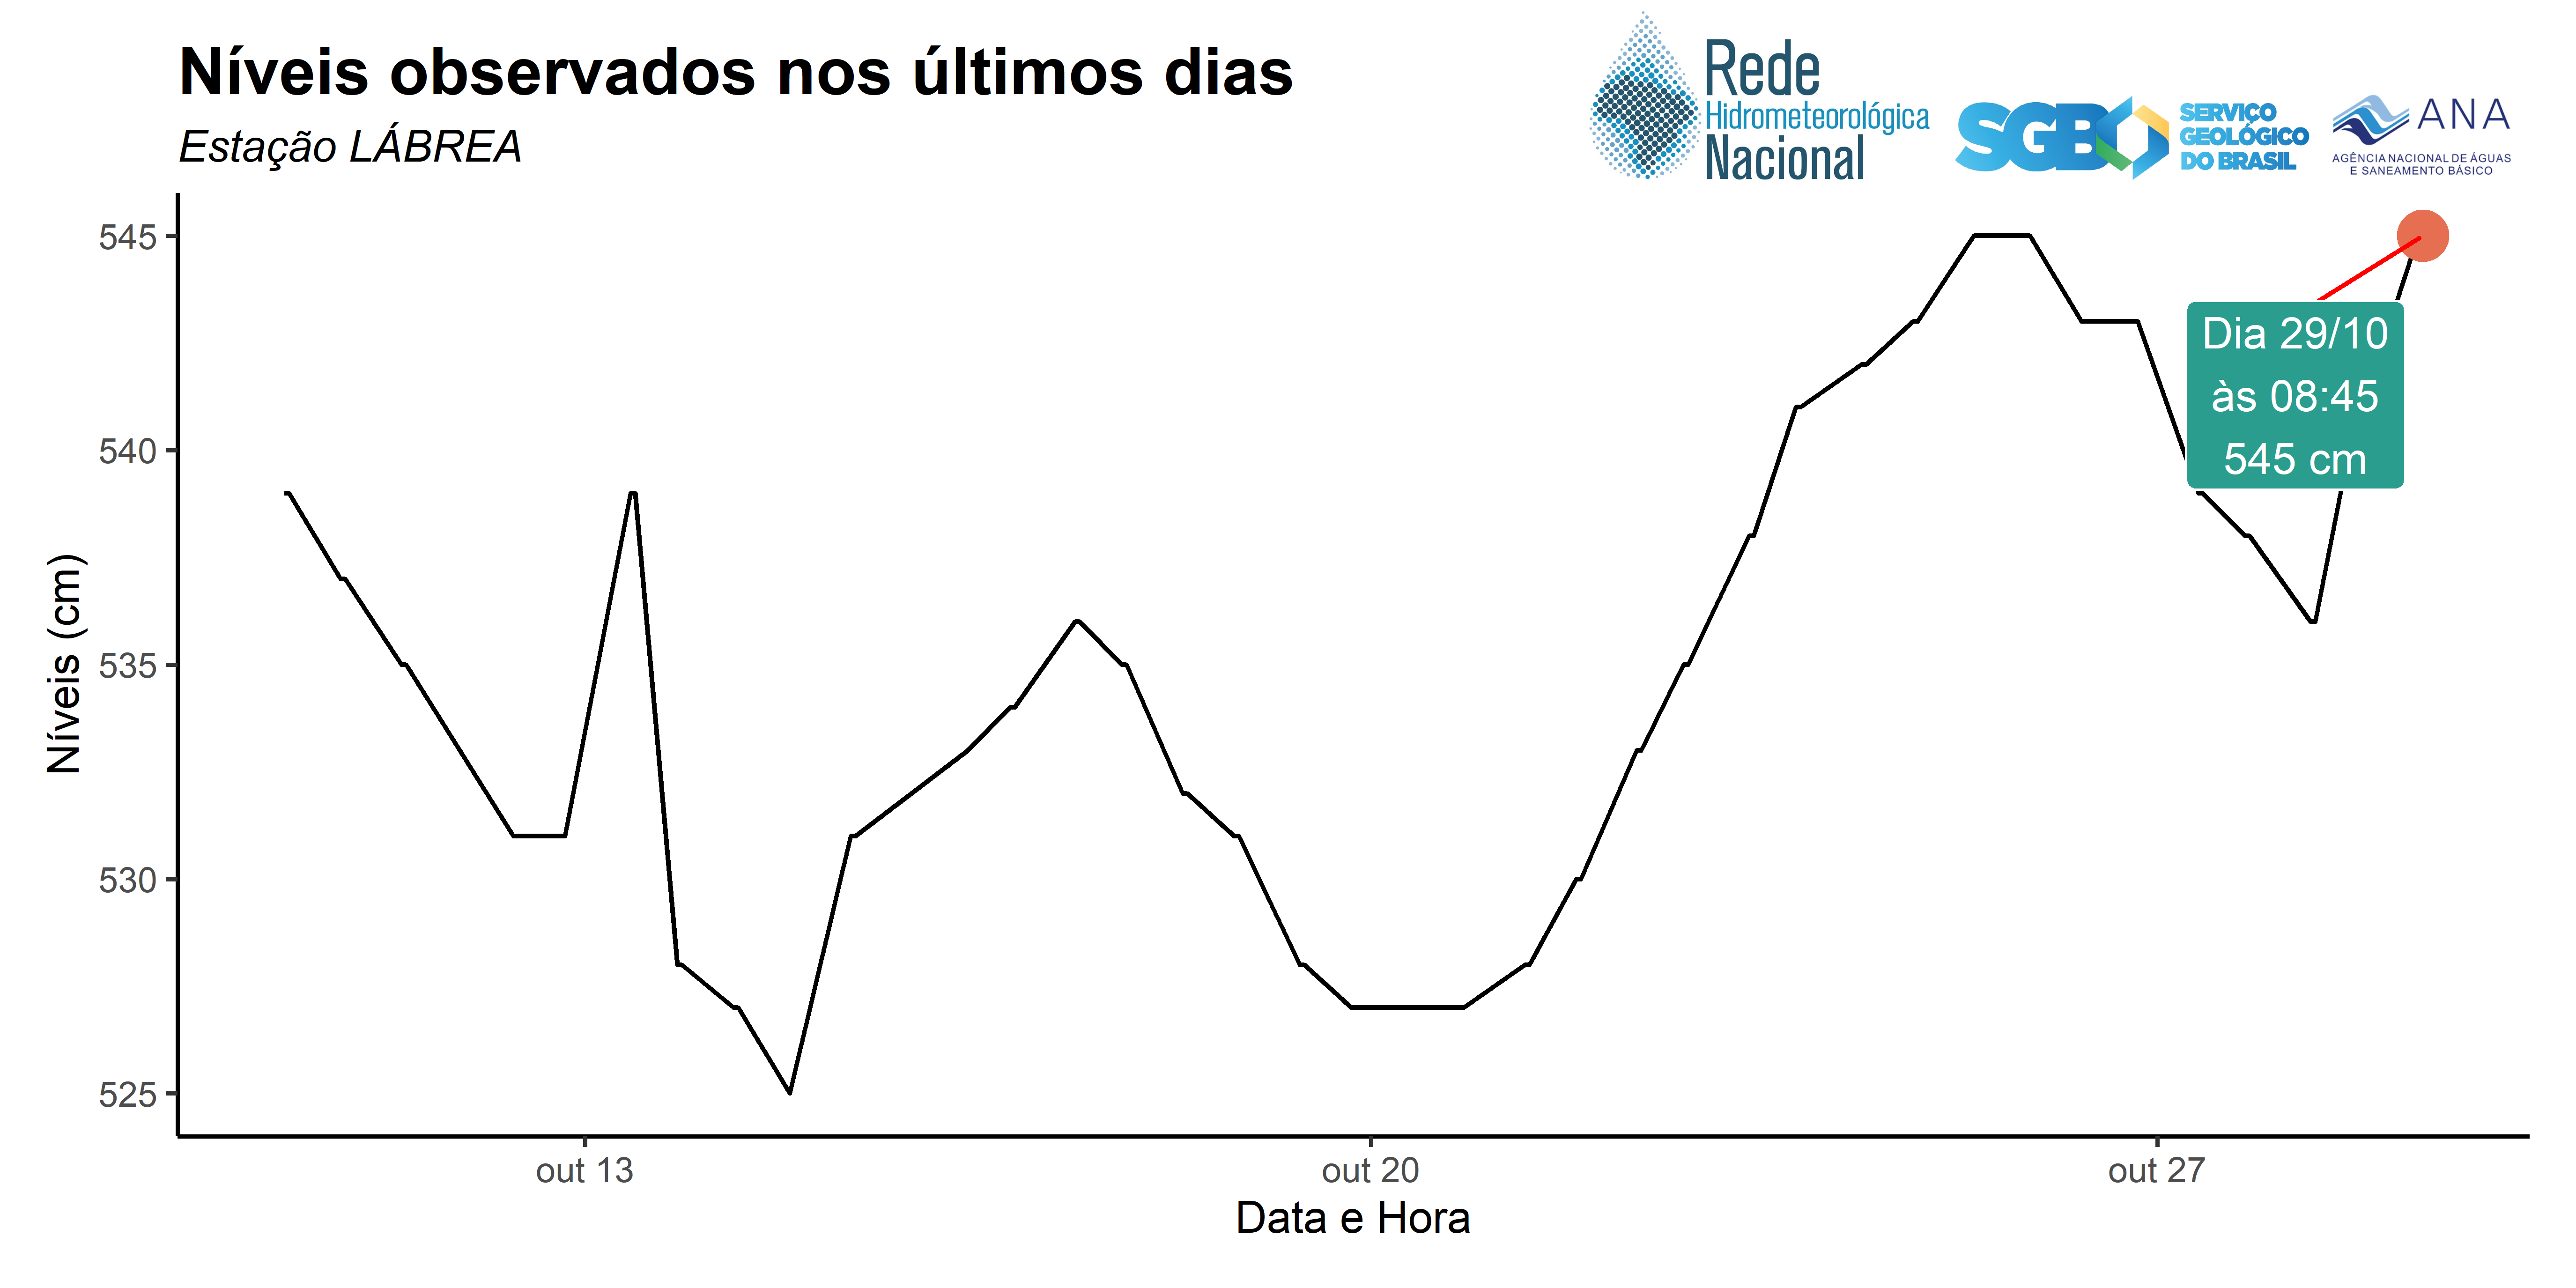 Níveis observados nos últimos dias
Estação LÁBREA
Rede
Hidrometeorológica
Nacional
SGB
SERVIÇO
GEOLÓGICO
DO BRASIL
ANA
AGÊNCIA NACIONAL DE ÁGUAS
E SANEAMENTO BÁSICO
Níveis (cm)
545
540
535
530
525
Dia 29/10
às 08:45
545 cm
out 13
out 20
out 27
Data e Hora